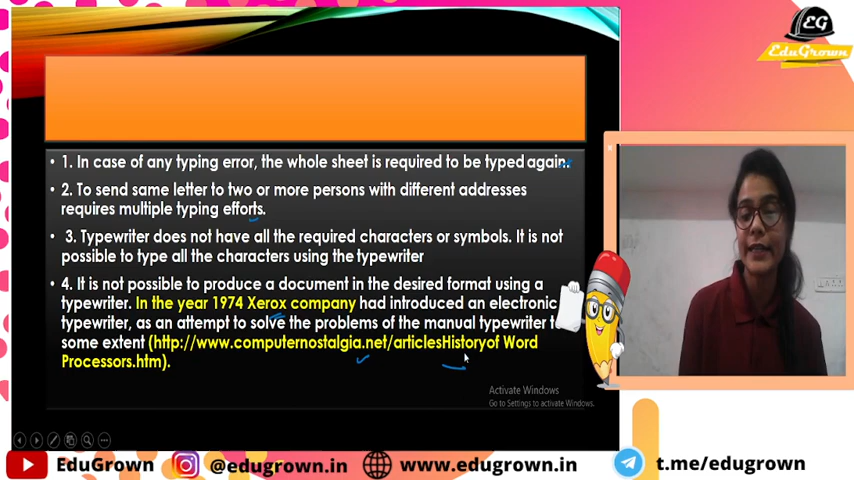 EG
EduGrown
• 1. In case of any typing error, the whole sheet is required to be typed again.
• 2. To send same letter to two or more persons with different addresses
requires multiple typing efforts.
• 3. Typewriter does not have all the required characters or symbols. It is not
possible to type all the characters using the typewriter
• 4. It is not possible to produce a document in the desired format using a
typewriter. In the year 1974 Xerox company had introduced an electronic
typewriter, as an attempt to solve the problems of the manual typewriter to
some extent (http://www.computernostalgia.net/articlesHistoryof Word
Processors.htm).
Activate Windows
Go to Settings to activate Windows.
EduGrown
@edugrown.in
www.edugrown.in
t.me/edugrown